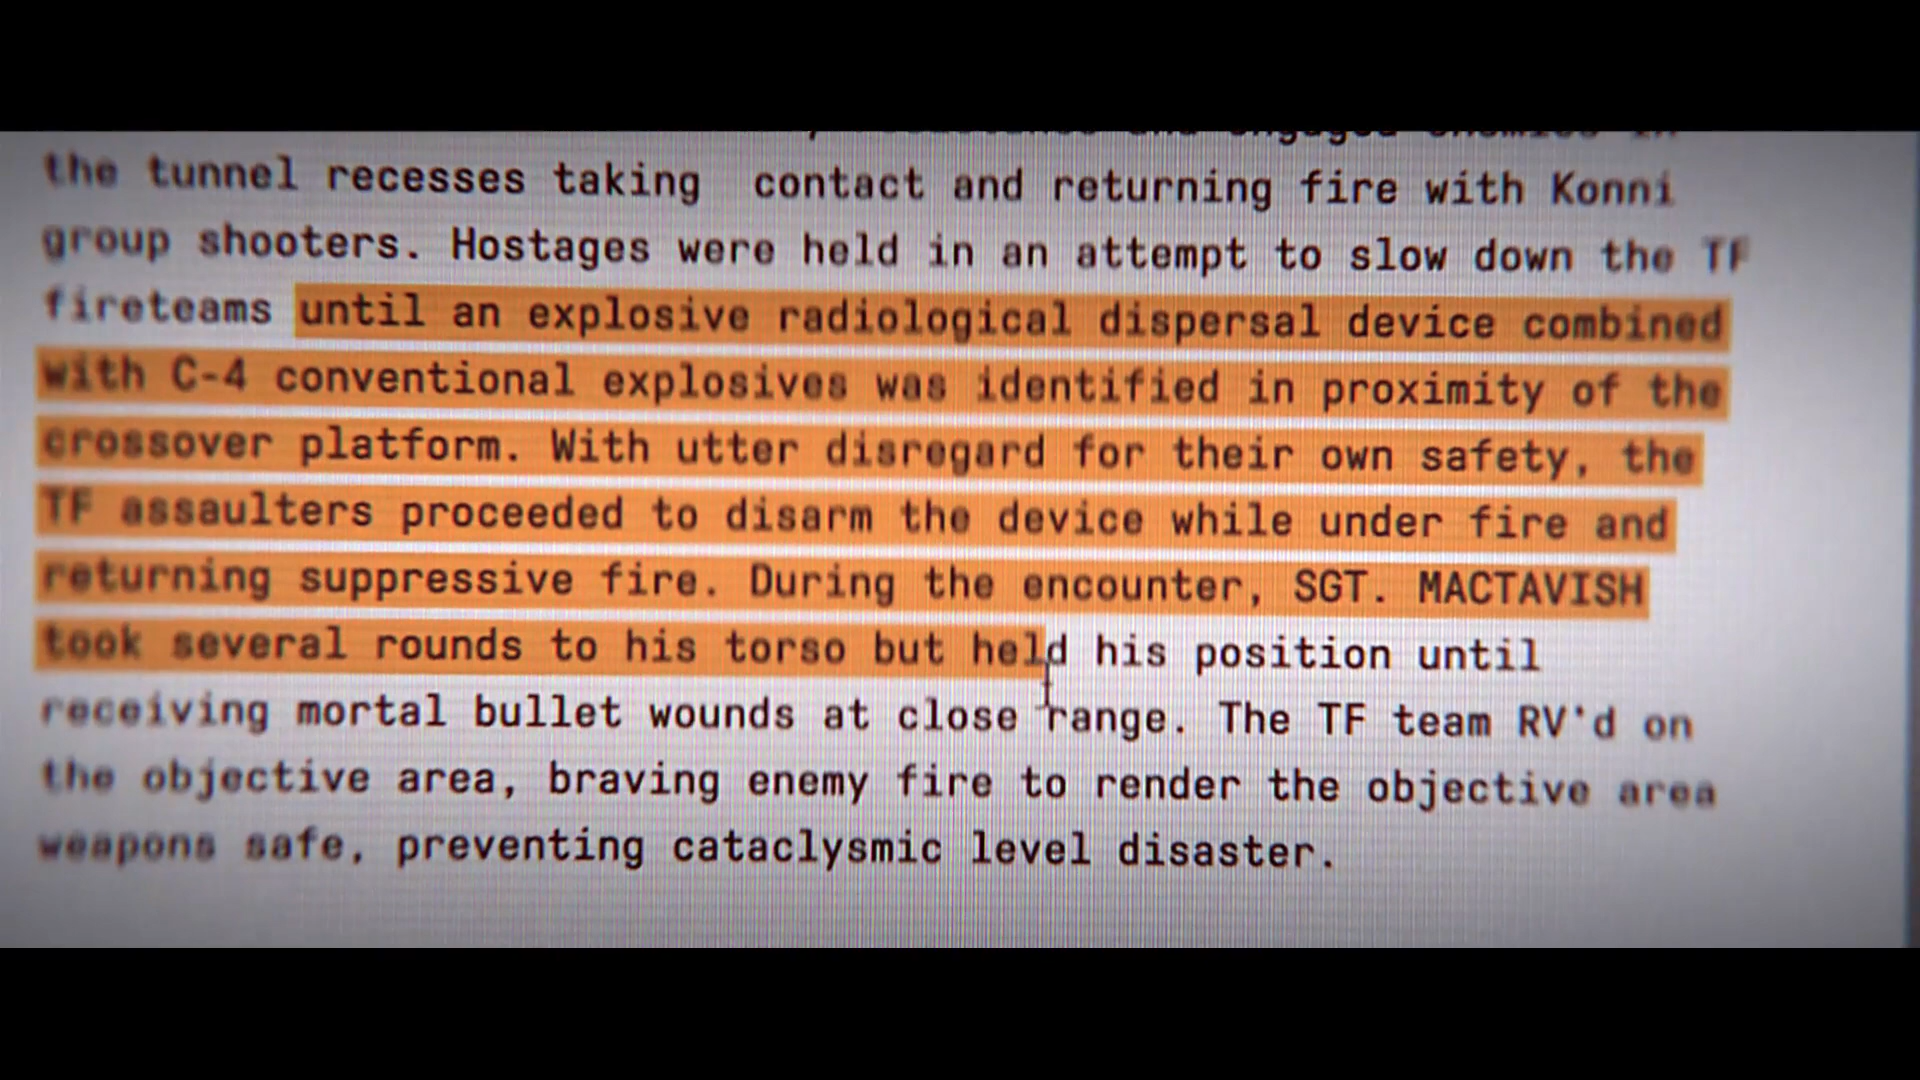 and engaged enemies in
the tunnel recesses taking  contact and returning fire with Konni
group shooters. Hostages were held in an attempt to slow down the TF
fireteams until an explosive radiological dispersal device combined
with C-4 conventional explosives was identified in proximity of the
crossover platform. With utter disregard for their own safety, the
TF assaulters proceeded to disarm the device while under fire and
returning suppressive fire. During the encounter, SGT. MACTAVISH
took several rounds to his torso but held his position until
receiving mortal bullet wounds at close range. The TF team RV'd on
the objective area, braving enemy fire to render the objective area
weapons safe, preventing cataclysmic level disaster.